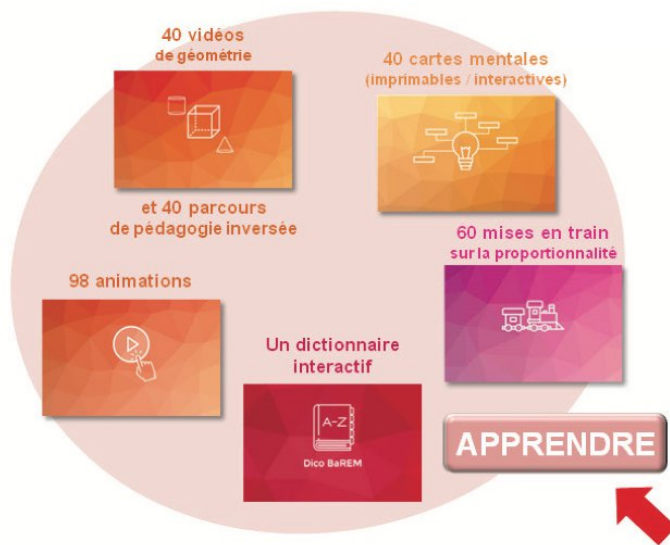 40 vidéos
de géométrie
40 cartes mentales
(imprimables / interactives)
et 40 parcours
de pédagogie inversée
60 mises en train
sur la proportionnalité
98 animations
Un dictionnaire
interactif
A-Z
Dico BaREM
APPRENDRE